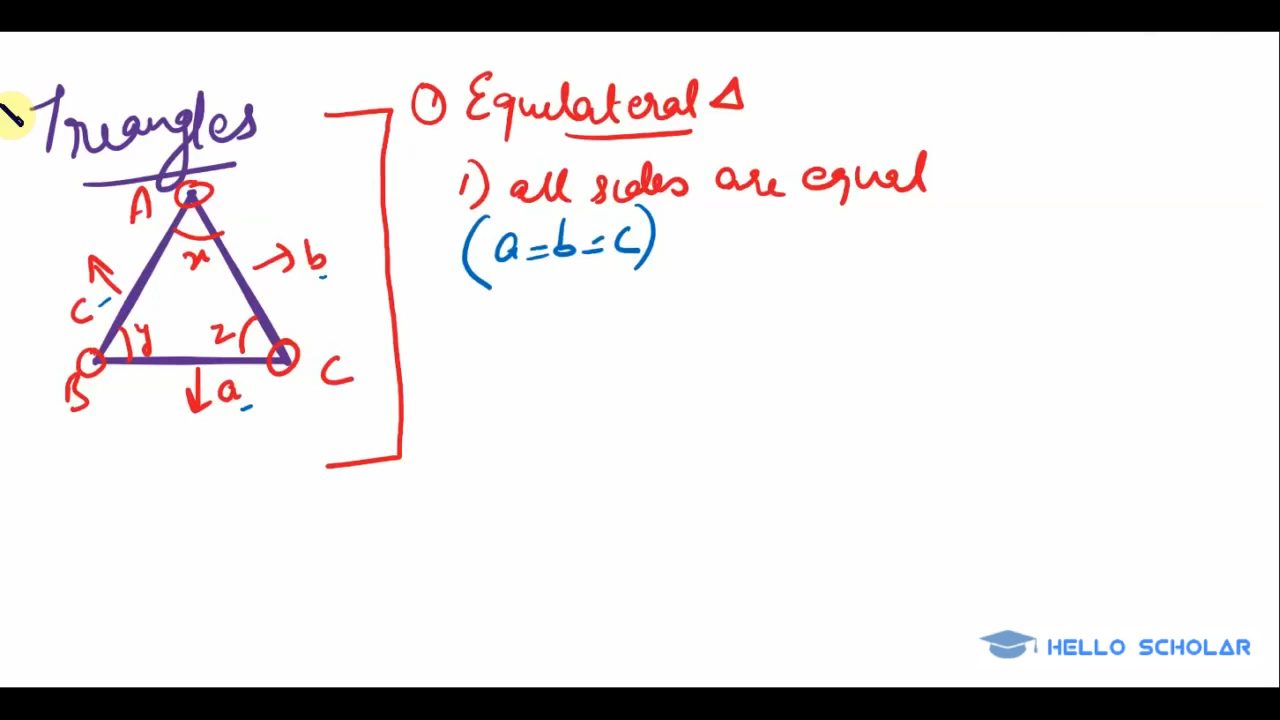 Triangles
A
x
c
b
y
z
B
a
C
① Equilateral Δ
1) all sides are equal
(a=b=c)
HELLO SCHOLAR